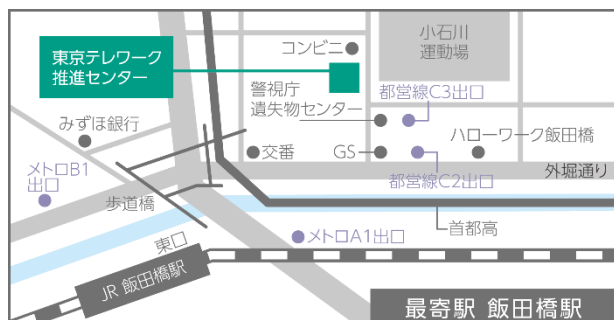 東京テレワーク
推進センター
コンビニ
小石川
運動場
警視庁
遺失物センター
都営線C3出口
みずほ銀行
交番
GS
ハローワーク飯田橋
メトロB1
出口
都営線C2出口
外堀通り
歩道橋
首都高
東口
メトロA1出口
JR 飯田橋駅
最寄駅 飯田橋駅